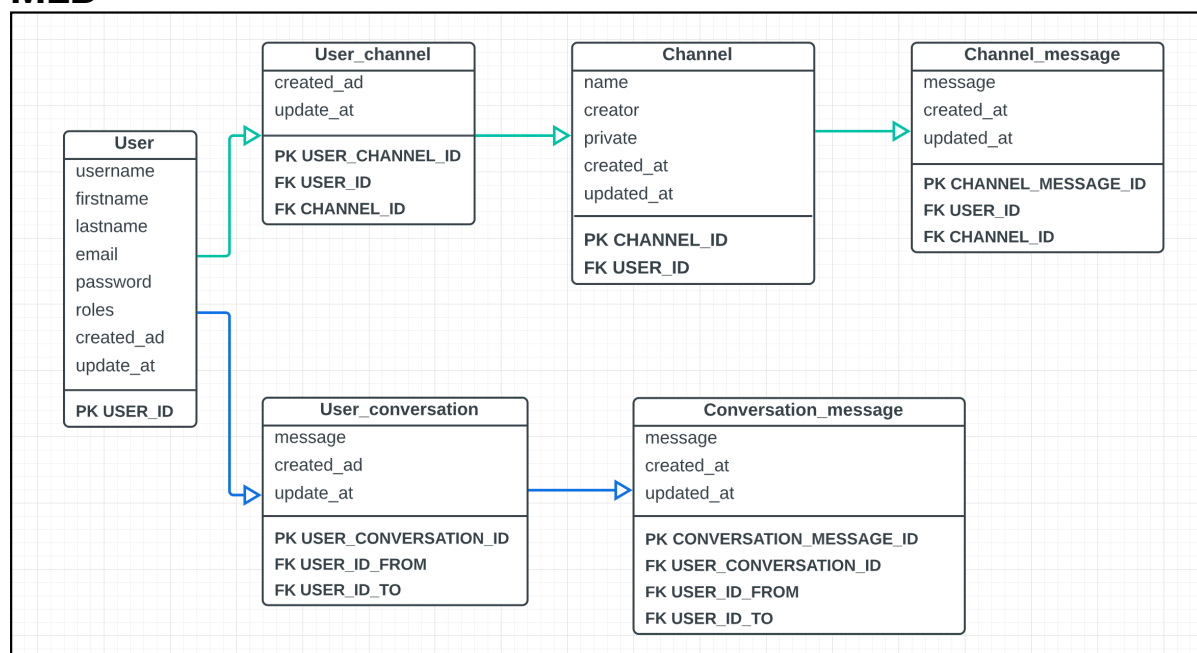 User_channel
created_ad
update_at
PK USER_CHANNEL_ID
FK USER_ID
FK CHANNEL_ID
Channel
name
creator
private
created_at
updated_at
PK CHANNEL_ID
FK USER_ID
Channel_message
message
created_at
updated_at
PK CHANNEL_MESSAGE_ID
FK USER_ID
FK CHANNEL_ID
User
username
firstname
lastname
email
password
roles
created_ad
update_at
PK USER_ID
User_conversation
message
created_ad
update_at
PK USER_CONVERSATION_ID
FK USER_ID_FROM
FK USER_ID_TO
Conversation_message
message
created_at
updated_at
PK CONVERSATION_MESSAGE_ID
FK USER_CONVERSATION_ID
FK USER_ID_FROM
FK USER_ID_TO